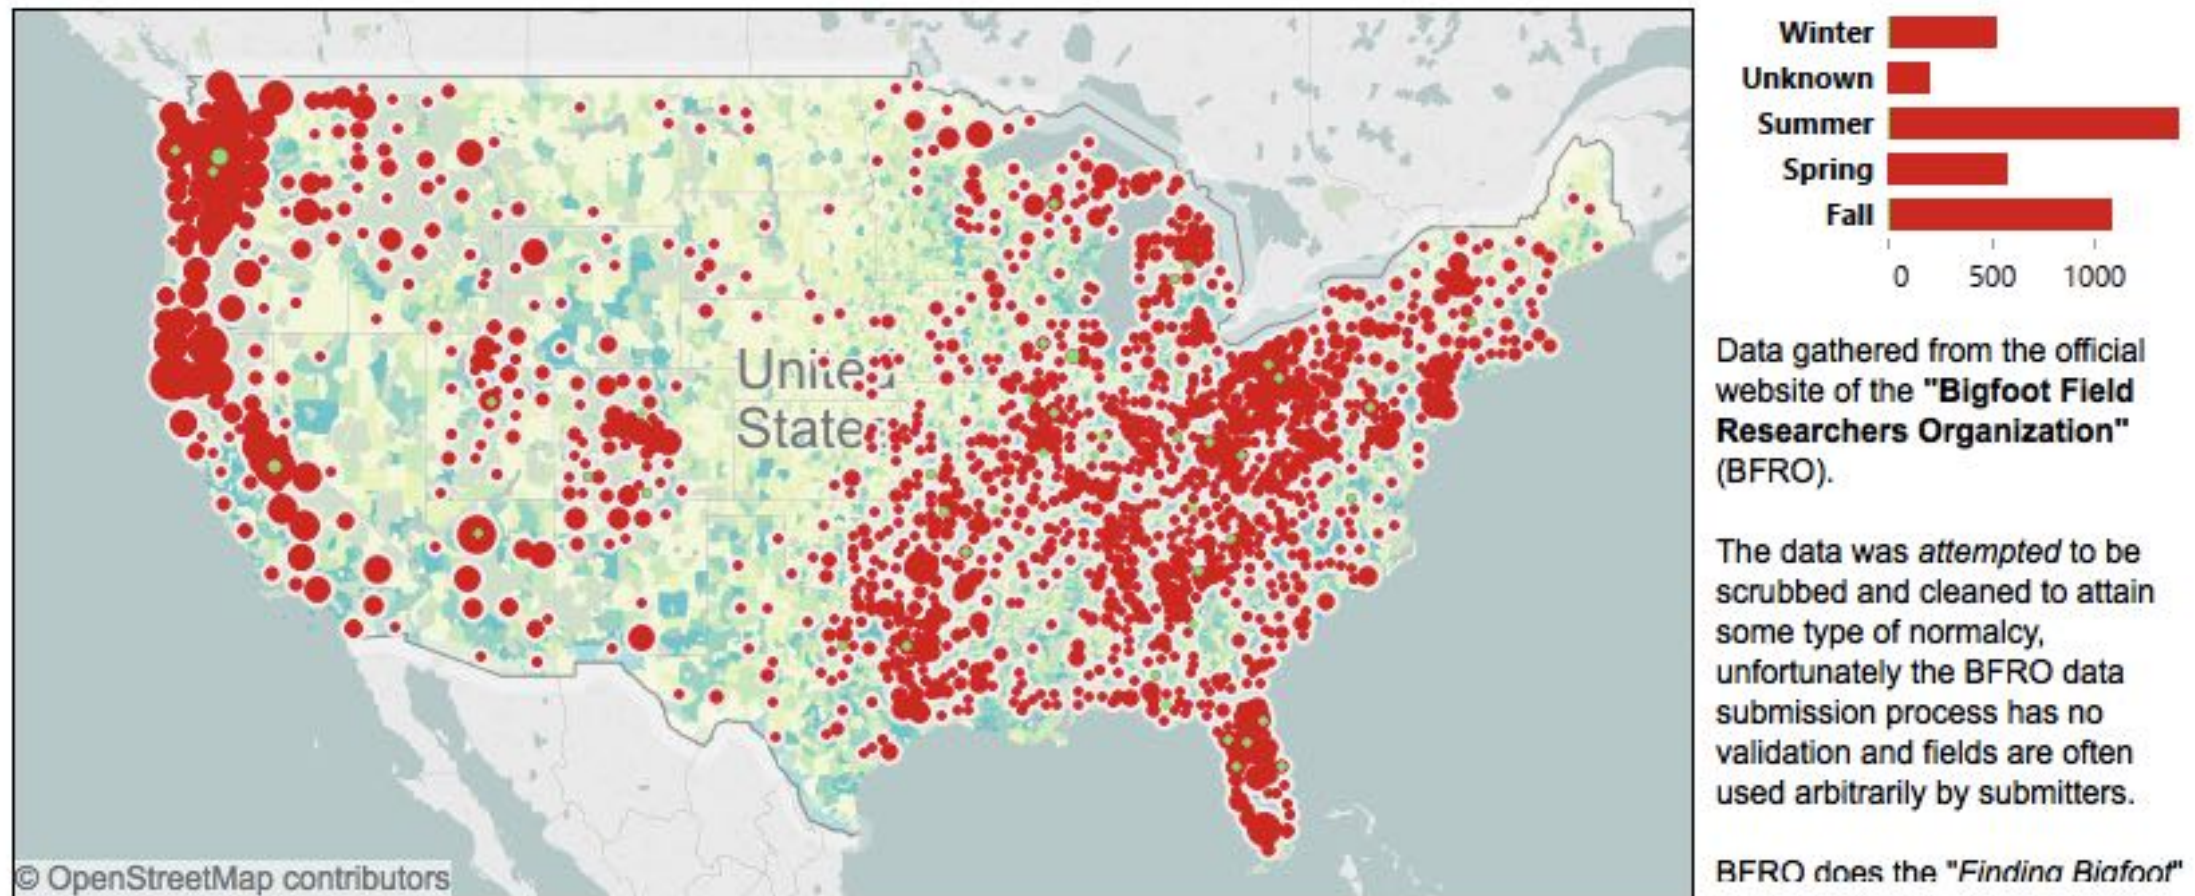 Winter
Unknown
Summer
Spring
Fall
0 500 1000
United
States
Data gathered from the official
website of the "Bigfoot Field
Researchers Organization"
(BFRO).
The data was attempted to be
scrubbed and cleaned to attain
some type of normalcy,
unfortunately the BFRO data
submission process has no
validation and fields are often
used arbitrarily by submitters.
BFRO does the "Finding Bigfoot"
© OpenStreetMap contributors